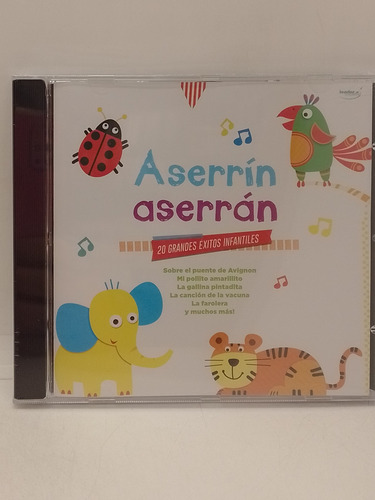 Aserrín
aserrán
20 GRANDES EXITOS INFANTILES
Sobre el puente de Avignon
Mi pollito amarillito
La gallina pintadita
La canción de la vacuna
La farolera
y muchos más!